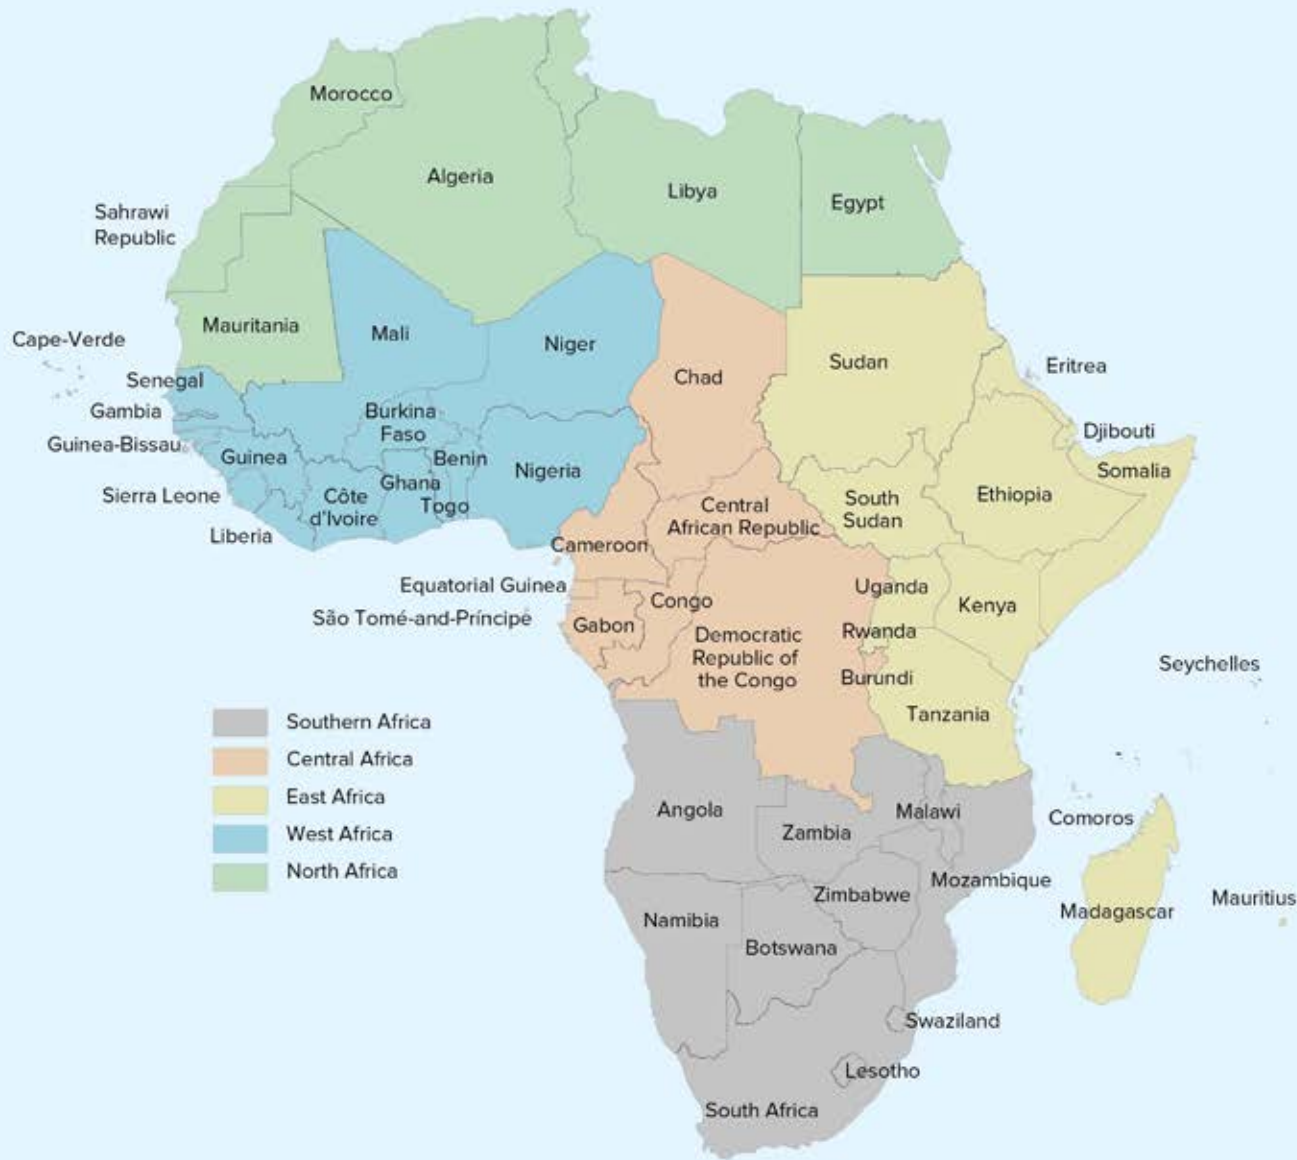 Morocco
Algeria
Libya
Egypt
Sahrawi
Republic
Mauritania
Mali
Niger
Chad
Sudan
Eritrea
Cape-Verde
Senegal
Gambia
Guinea-Bissau
Guinea
Sierra Leone
Liberia
Côte
d'Ivoire
Burkina
Faso
Ghana
Togo
Benin
Nigeria
Djibouti
Somalia
Ethiopia
South
Sudan
Central
African Republic
Cameroon
Equatorial Guinea
São Tomé-and-Príncipé
Gabon
Congo
Democratic
Republic of
the Congo
Uganda
Kenya
Rwanda
Burundi
Tanzania
Seychelles
Southern Africa
Central Africa
East Africa
West Africa
North Africa
Angola
Zambia
Malawi
Comoros
Mozambique
Zimbabwe
Namibia
Botswana
Madagascar
Mauritius
Swaziland
Lesotho
South Africa